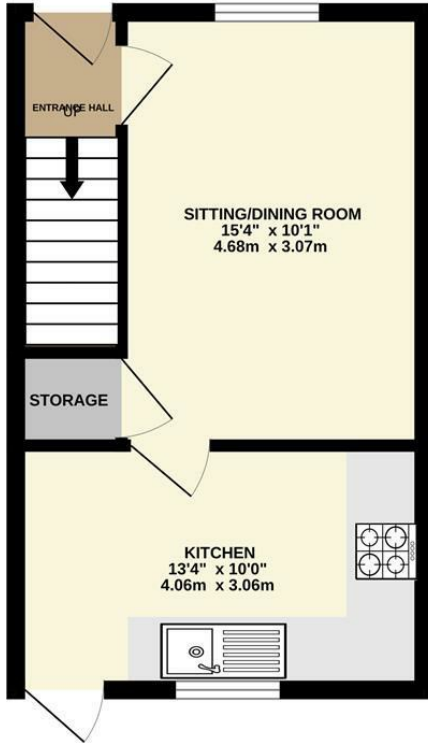 ENTRANCE HALL
UP
SITTING/DINING ROOM
15'4" x 10'1"
4.68m x 3.07m
STORAGE
KITCHEN
13'4" x 10'0"
4.06m x 3.06m